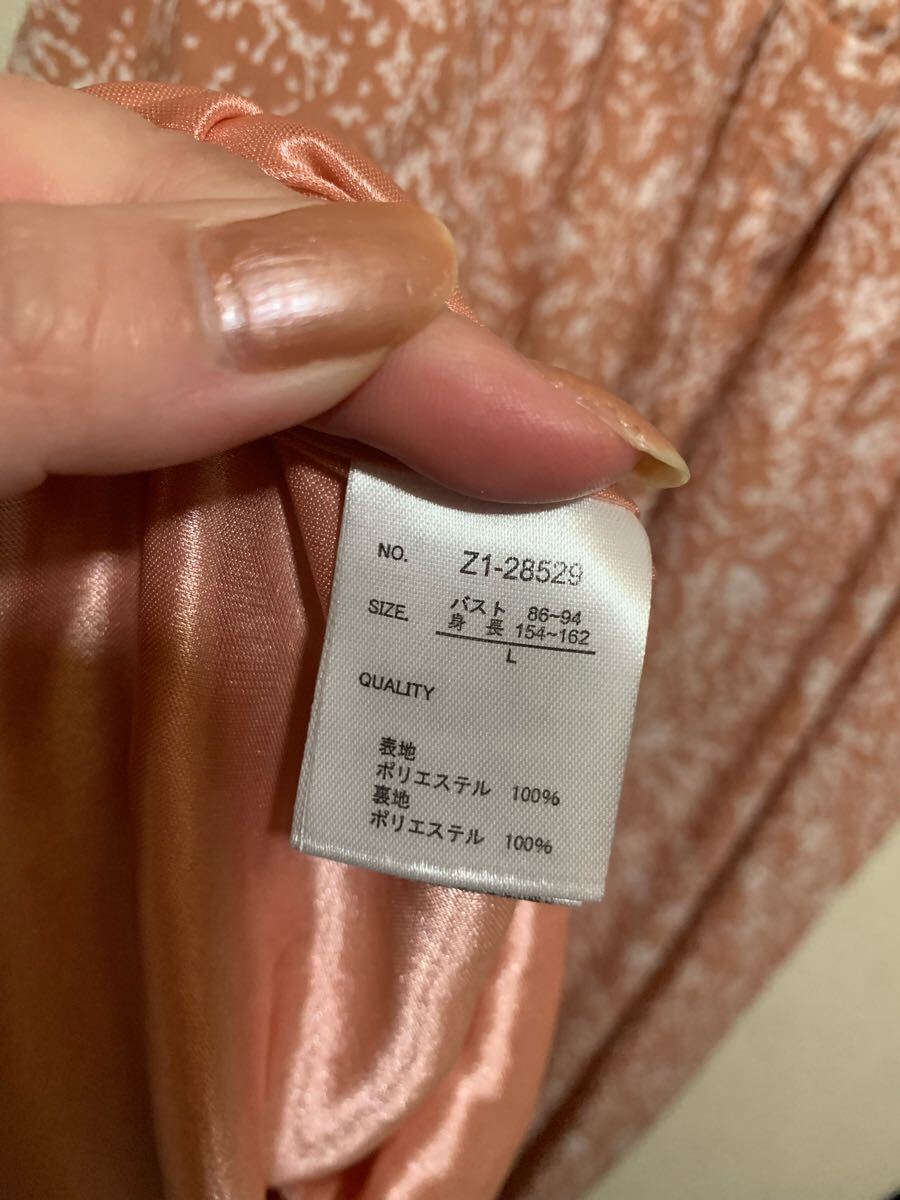 NO. Z1-28529
SIZE バスト 86~94
身 長 154~162
L
QUALITY
表地
ポリエステル 100%
裏地
ポリエステル 100%